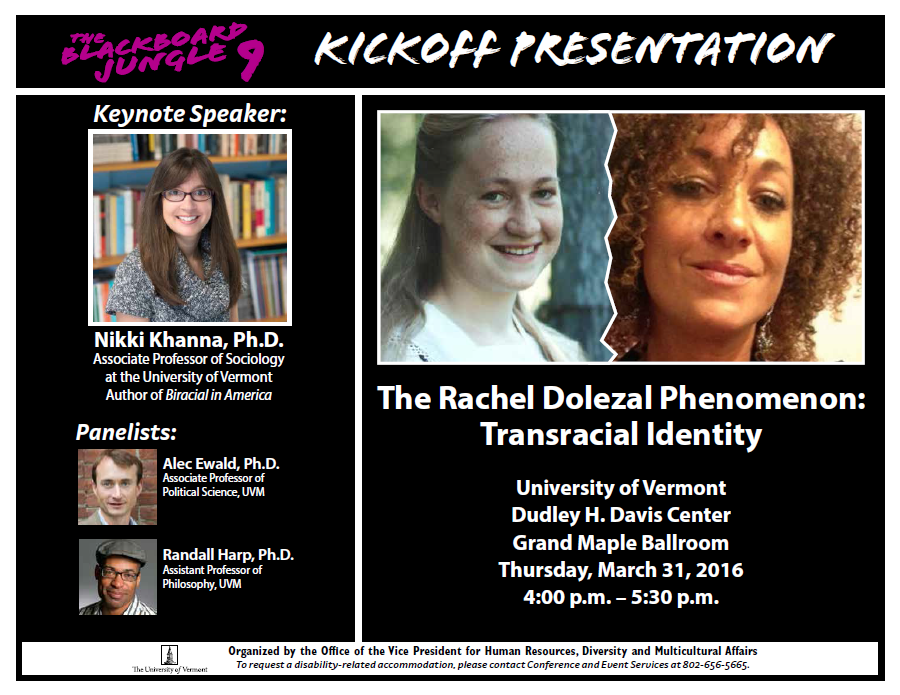 THE
BLACKBOARD
JUNGLE 9
KICKOFF PRESENTATION
Keynote Speaker:
Nikki Khanna, Ph.D.
Associate Professor of Sociology
at the University of Vermont
Author of Biracial in America
Panelists:
Alec Ewald, Ph.D.
Associate Professor of
Political Science, UVM
Randall Harp, Ph.D.
Assistant Professor of
Philosophy, UVM
The Rachel Dolezal Phenomenon:
Transracial Identity
University of Vermont
Dudley H. Davis Center
Grand Maple Ballroom
Thursday, March 31, 2016
4:00 p.m. – 5:30 p.m.
The University of Vermont
Organized by the Office of the Vice President for Human Resources, Diversity and Multicultural Affairs
To request a disability-related accommodation, please contact Conference and Event Services at 802-656-5665.